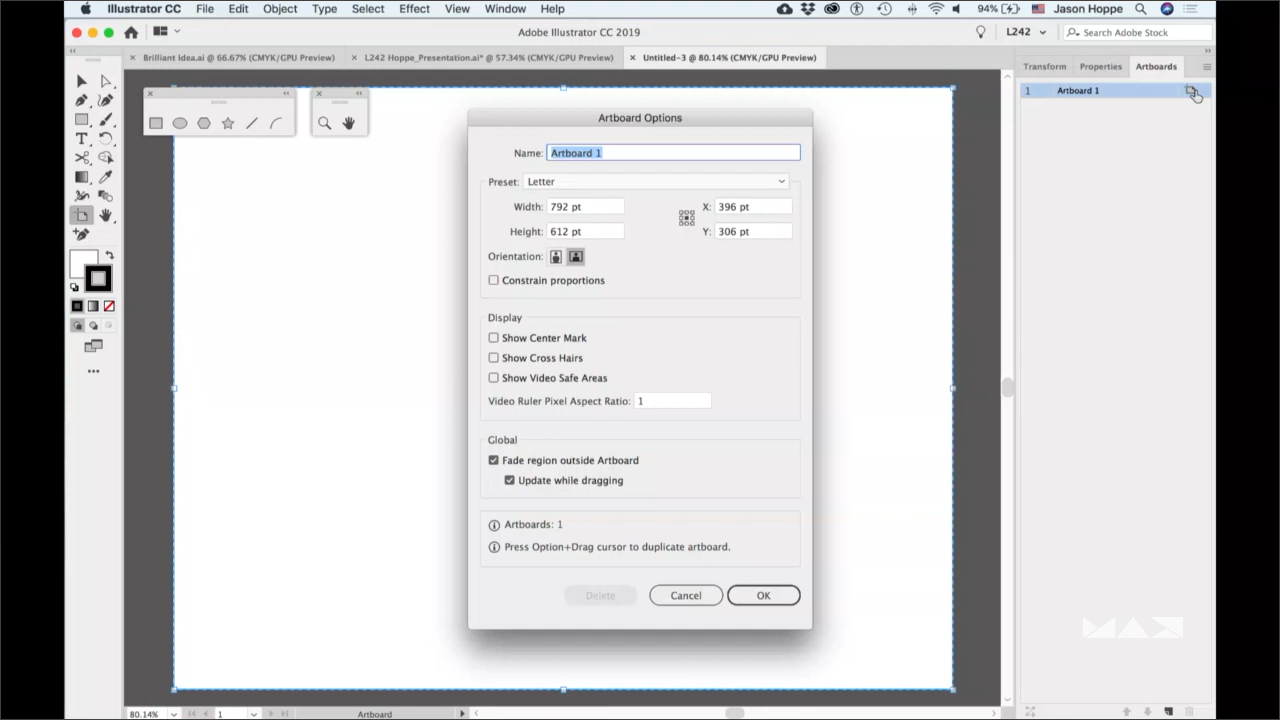 Illustrator CC File Edit Object Type Select Effect View Window Help 94% Jason Hoppe
Adobe Illustrator CC 2019 L242 Search Adobe Stock
Brilliant Idea.ai @ 66.67% (CMYK/GPU Preview) L242 Hoppe_Presentation.ai* @ 57.34% (CMYK/GPU Preview) Untitled-3 @ 80.14% (CMYK/GPU Preview)
Transform Properties Artboards
1 Artboard 1
Artboard Options
Name: Artboard 1
Preset: Letter
Width: 792 pt X: 396 pt
Height: 612 pt Y: 306 pt
Orientation:
Constrain proportions
Display
Show Center Mark
Show Cross Hairs
Show Video Safe Areas
Video Ruler Pixel Aspect Ratio: 1
Global
Fade region outside Artboard
Update while dragging
Artboards: 1
Press Option+Drag cursor to duplicate artboard.
Delete Cancel OK
MAX
80.14% 1 Artboard